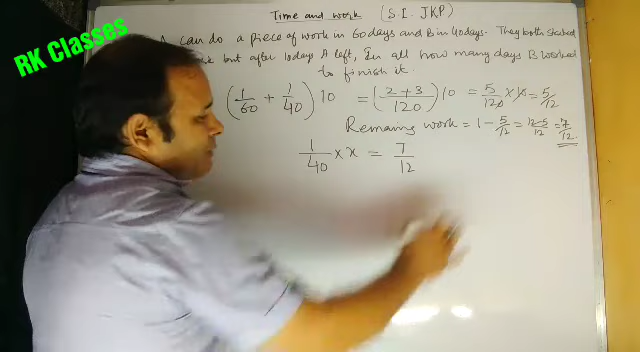 RK Classes
Time and work (S.I. JKP)
A can do a piece of work in 60 days and B in 40 days. They both started
but after 10 days A left, In all how many days B worked
to finish it.
(1/60 + 1/40) 10 = (2+3/120) 10 = 5/120 × 10 = 5/12
Remains work = 1 - 5/12 = 12-5/12 = 7/12.
1/40 × x = 7/12